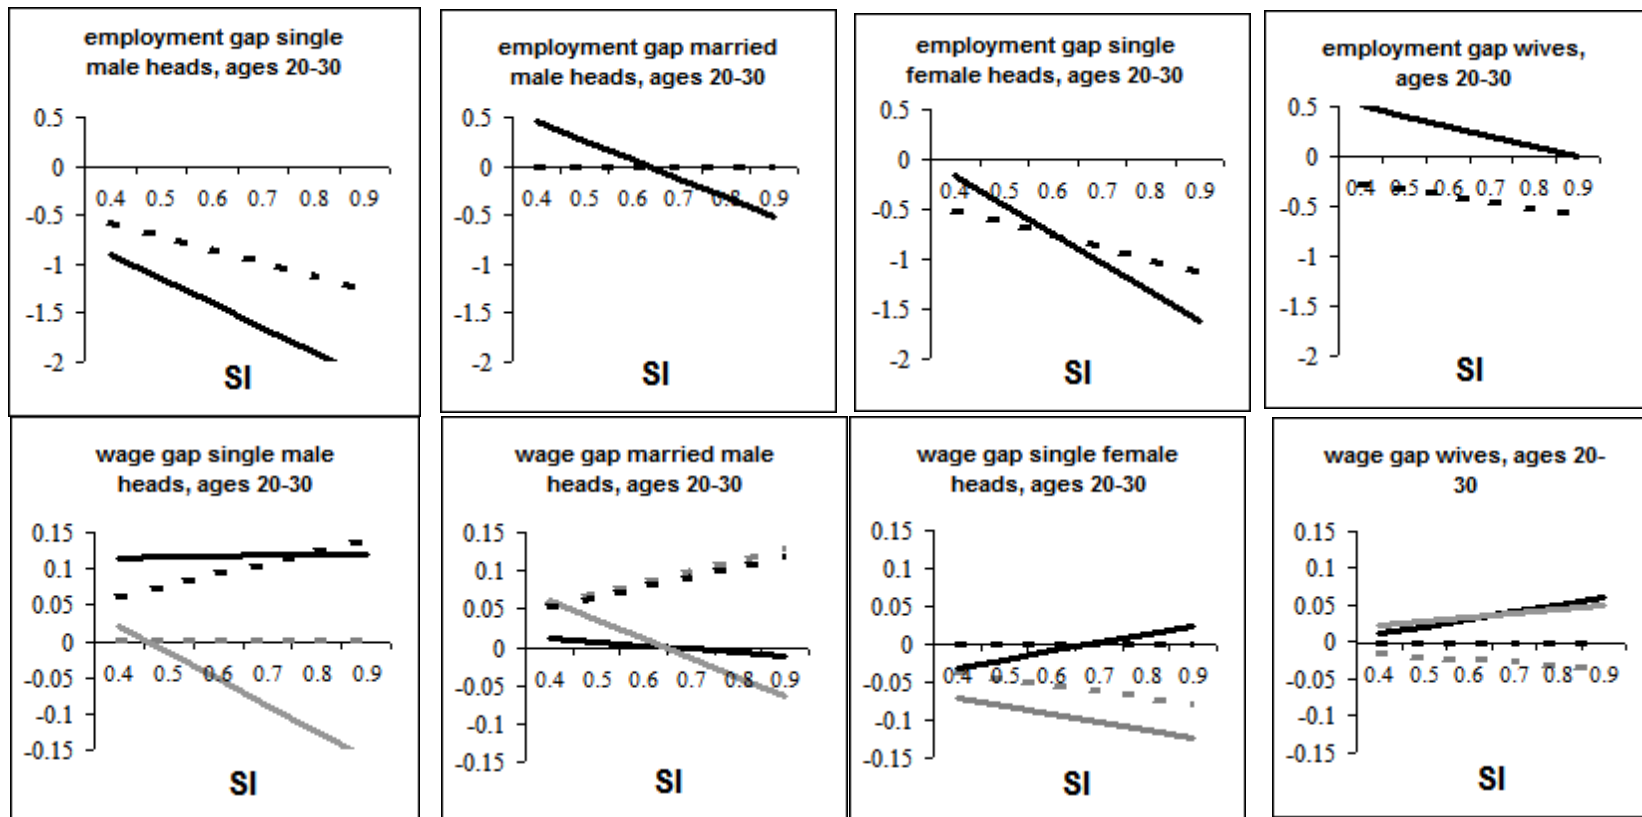 employment gap single
male heads, ages 20-30
0.5
0
-0.5
-1
-1.5
-2
0.4 0.5 0.6 0.7 0.8 0.9
SI
employment gap married
male heads, ages 20-30
0.5
0
-0.5
-1
-1.5
-2
0.4 0.5 0.6 0.7 0.8 0.9
SI
employment gap single
female heads, ages 20-30
0.5
0
-0.5
-1
-1.5
-2
0.4 0.5 0.6 0.7 0.8 0.9
SI
employment gap wives,
ages 20-30
0.5
0
-0.5
-1
-1.5
-2
0.4 0.5 0.6 0.7 0.8 0.9
SI
wage gap single male
heads, ages 20-30
0.15
0.1
0.05
0
-0.05
-0.1
-0.15
0.4 0.5 0.6 0.7 0.8 0.9
SI
wage gap married male
heads, ages 20-30
0.15
0.1
0.05
0
-0.05
-0.1
-0.15
0.4 0.5 0.6 0.7 0.8 0.9
SI
wage gap single female
heads, ages 20-30
0.15
0.1
0.05
0
-0.05
-0.1
-0.15
0.4 0.5 0.6 0.7 0.8 0.9
SI
wage gap wives, ages 20-
30
0.15
0.1
0.05
0
-0.05
-0.1
-0.15
0.4 0.5 0.6 0.7 0.8 0.9
SI